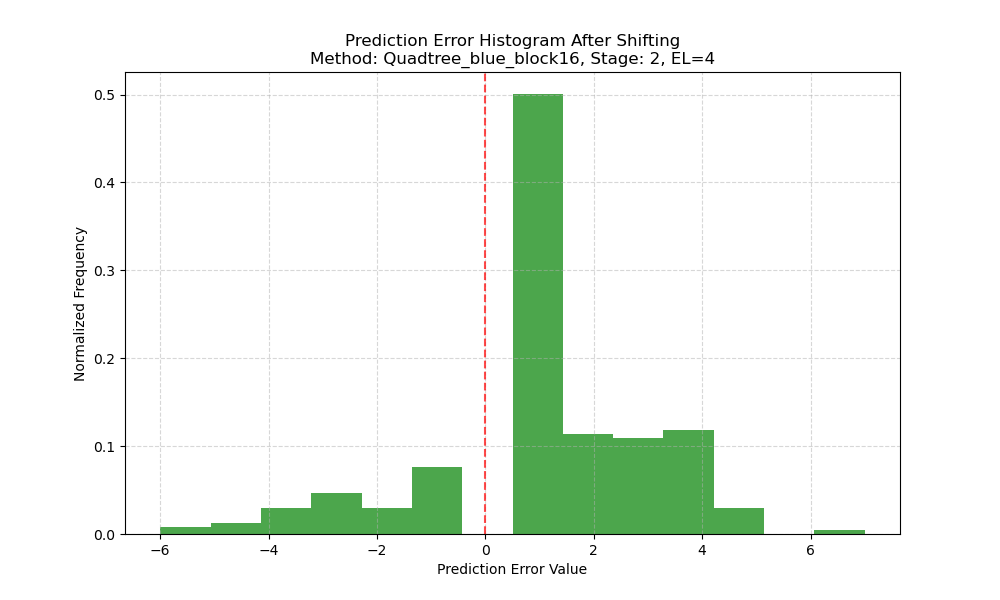 Prediction Error Histogram After Shifting
Method: Quadtree_blue_block16, Stage: 2, EL=4
Normalized Frequency
0.5
0.4
0.3
0.2
0.1
0.0
−6 −4 −2 0 2 4 6
Prediction Error Value